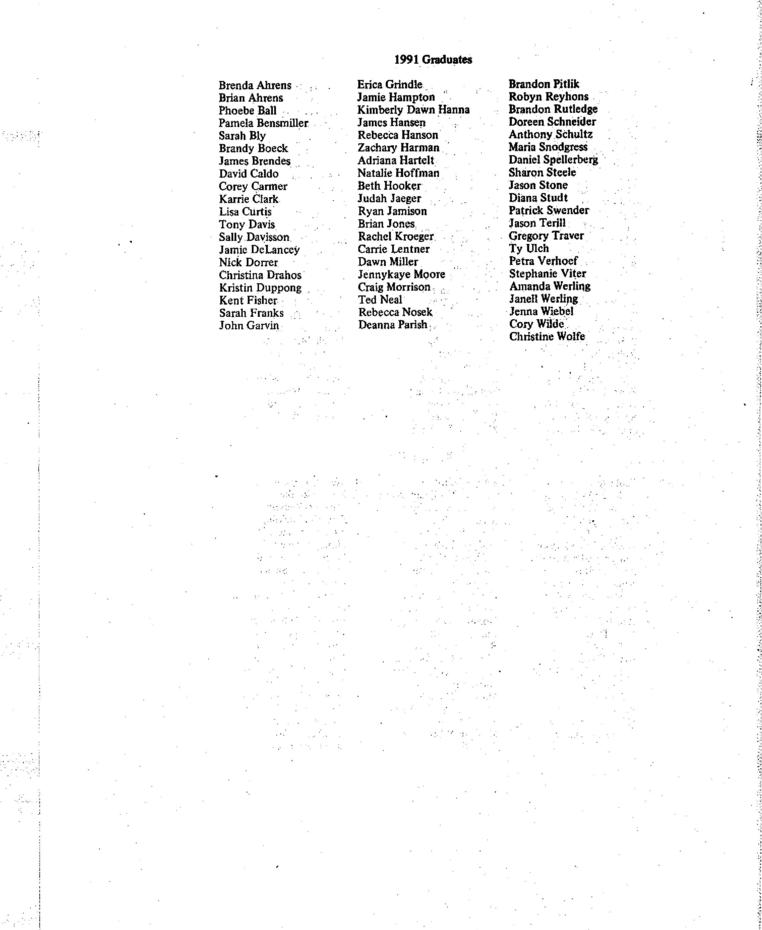 1991 Graduates
Brenda Ahrens
Brian Ahrens
Phoebe Ball
Pamela Bensmiller
Sarah Bly
Brandy Boeck
James Brendes
David Caldo
Corey Carmer
Karrie Clark
Lisa Curtis
Tony Davis
Sally Davisson
Jamie DeLancey
Nick Dorrer
Christina Drahos
Kristin Duppong
Kent Fisher
Sarah Franks
John Garvin
Erica Grindle
Jamie Hampton
Kimberly Dawn Hanna
James Hansen
Rebecca Hanson
Zachary Harman
Adriana Hartelt
Natalie Hoffman
Beth Hooker
Judah Jaeger
Ryan Jamison
Brian Jones
Rachel Kroeger
Carrie Lentner
Dawn Miller
Jennykaye Moore
Craig Morrison
Ted Neal
Rebecca Nosek
Deanna Parish
Brandon Pitlik
Robyn Reyhons
Brandon Rutledge
Doreen Schneider
Anthony Schultz
Maria Snodgress
Daniel Spellerberg
Sharon Steele
Jason Stone
Diana Studt
Patrick Swender
Jason Terill
Gregory Traver
Ty Ulch
Petra Verhoef
Stephanie Viter
Amanda Werling
Janell Werling
Jenna Wiebel
Cory Wilde
Christine Wolfe